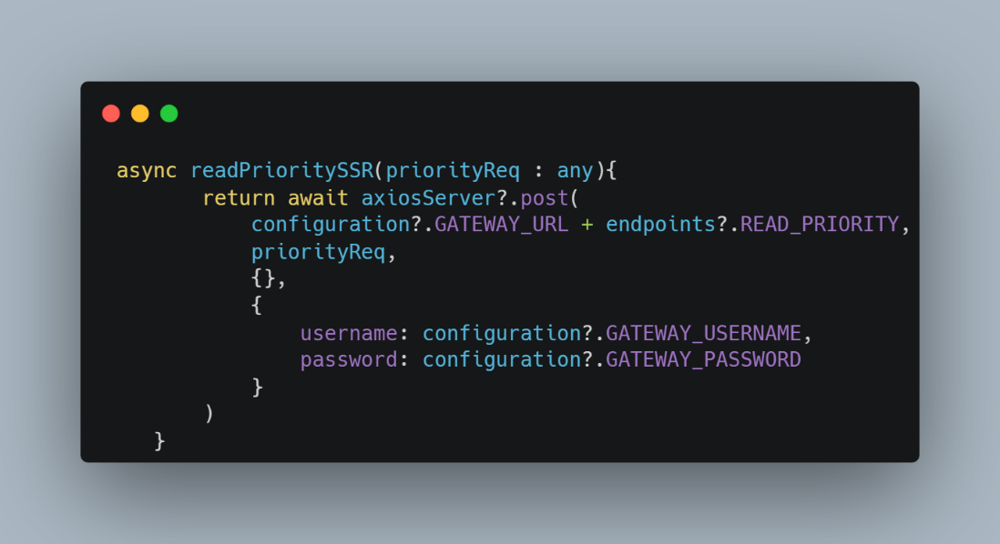 async readPrioritySSR(priorityReq : any){
return await axiosServer?.post(
configuration?.GATEWAY_URL + endpoints?.READ_PRIORITY,
priorityReq,
{},
{
username: configuration?.GATEWAY_USERNAME,
password: configuration?.GATEWAY_PASSWORD
}
)
}